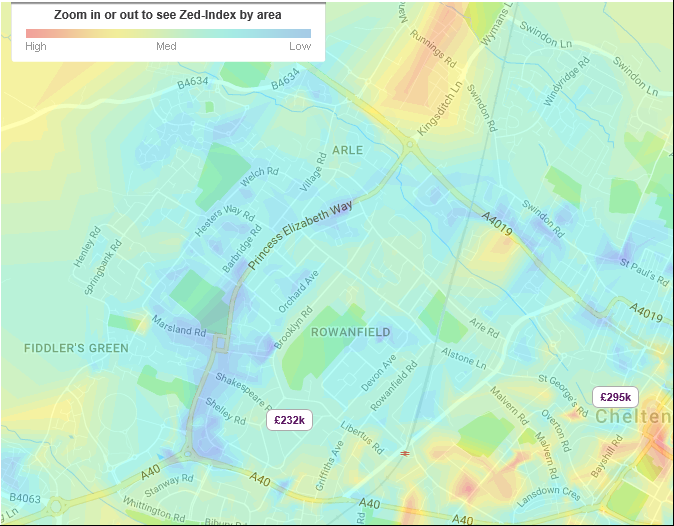 Zoom in or out to see Zed-Index by area
High Med Low
Runnings Rd
Wymans L
Swindon Ln
Swindon Ln
Windyridge Rd
B4634
B4634
Kingsditch Ln
Swindon Rd
ARLE
Village Rd
Welch Rd
Princess Elizabeth Way
Hesters Way Rd
Barbridge Rd
A4019
Swindon Rd
Henley Rd
Springbank Rd
St Paul's Rd
Orchard Ave
A4019
Marsland Rd
Brooklyn Rd
ROWANFIELD
Arle Rd
FIDDLER'S GREEN
Alstone Ln
Devon Ave
Rowanfield Rd
Shakespeare Rd
St George's Rd
£295k
Shelley Rd
£232k
Malvern Rd
Overton Rd
Chelten
Libertus Rd
Malvern Rd
Bayshill Rd
Griffiths Ave
A40
A40
Stanway Rd
Lansdown Cres
B4063
Whittington Rd
A40
A40
Rd